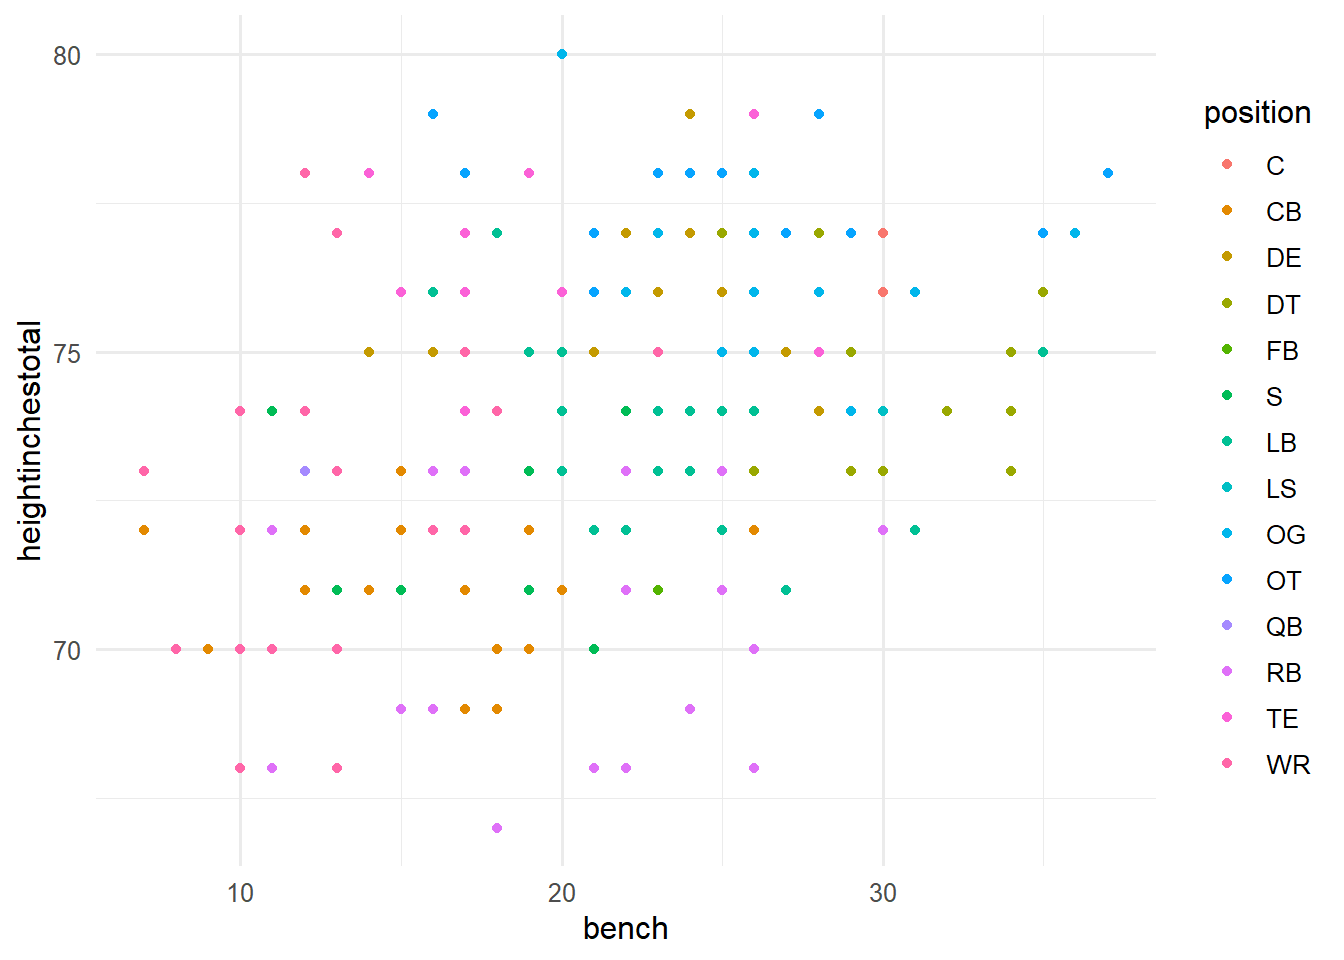 80
75
70
heightinchestotal
10
20
30
bench
position
C
CB
DE
DT
FB
S
LB
LS
OG
OT
QB
RB
TE
WR